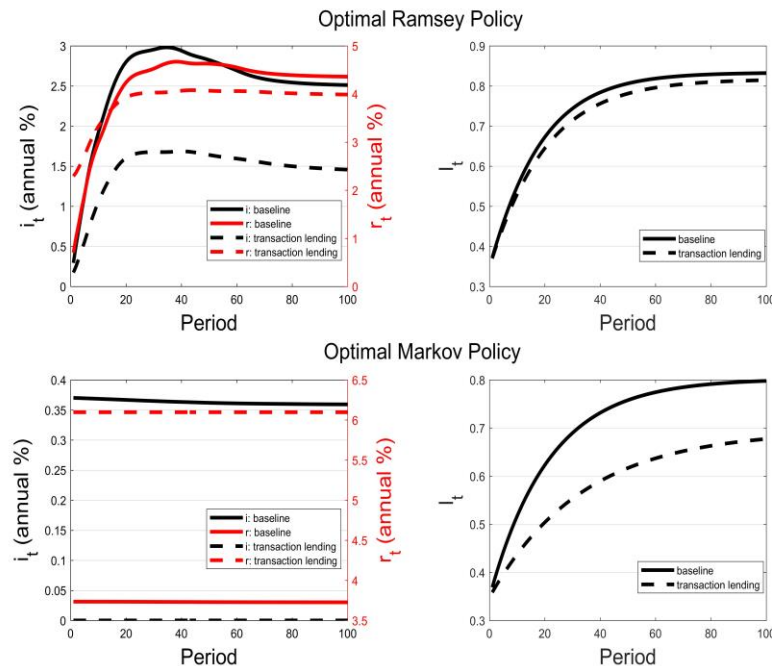 Optimal Ramsey Policy
3
2.5
2
1.5
1
0.5
0
i_t (annual %)
5
4
3
2
1
0
r_t (annual %)
i: baseline
r: baseline
i: transaction lending
r: transaction lending
0 20 40 60 80 100
Period
0.9
0.8
0.7
0.6
0.5
0.4
0.3
l_t
baseline
transaction lending
0 20 40 60 80 100
Period
Optimal Markov Policy
0.4
0.35
0.3
0.25
0.2
0.15
0.1
0.05
0
i_t (annual %)
6.5
6
5.5
5
4.5
4
3.5
r_t (annual %)
i: baseline
r: baseline
i: transaction lending
r: transaction lending
0 20 40 60 80 100
Period
0.8
0.7
0.6
0.5
0.4
0.3
l_t
baseline
transaction lending
0 20 40 60 80 100
Period